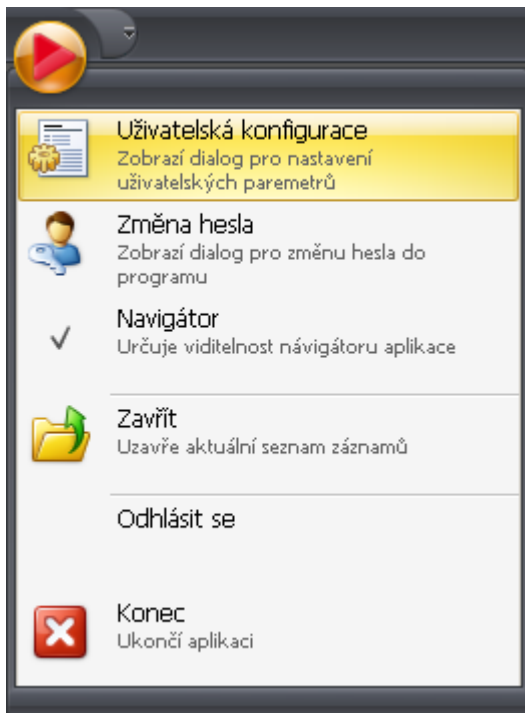 Uživatelská konfigurace
Zobrazí dialog pro nastavení
uživatelských paremetrů
Změna hesla
Zobrazí dialog pro změnu hesla do
programu
Navigátor
Určuje viditelnost návigátoru aplikace
Zavřít
Uzavře aktuální seznam záznamů
Odhlásit se
Konec
Ukončí aplikaci